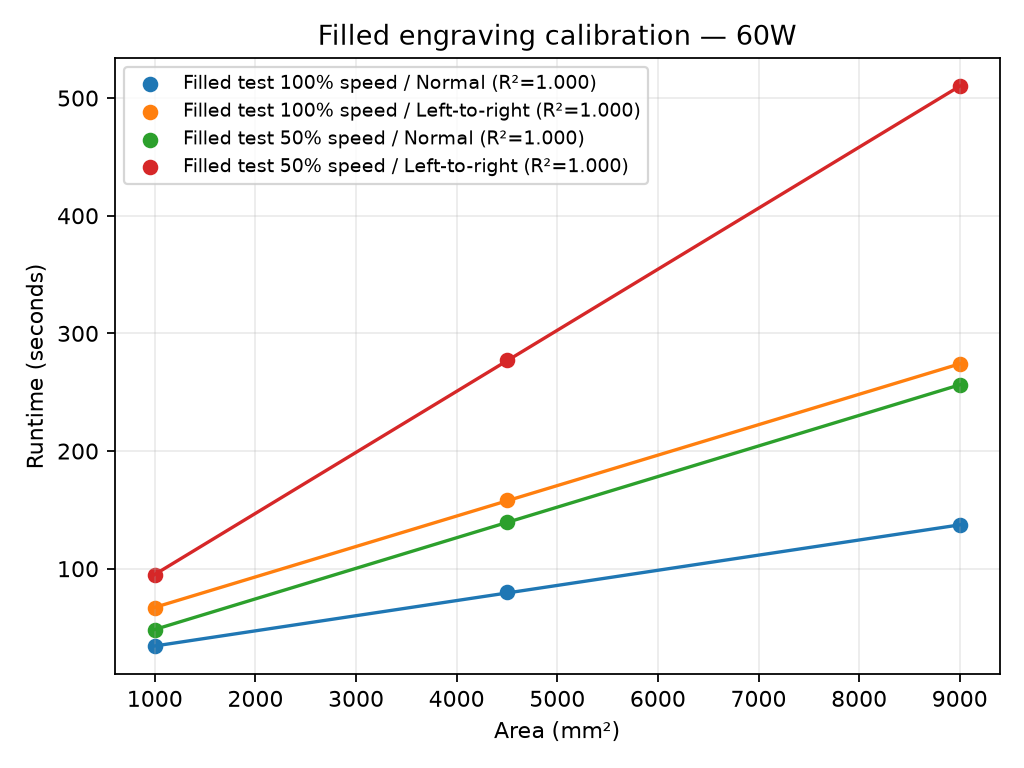 Filled engraving calibration — 60W
Filled test 100% speed / Normal (R²=1.000)
Filled test 100% speed / Left-to-right (R²=1.000)
Filled test 50% speed / Normal (R²=1.000)
Filled test 50% speed / Left-to-right (R²=1.000)
Runtime (seconds)
500
400
300
200
100
1000 2000 3000 4000 5000 6000 7000 8000 9000
Area (mm²)